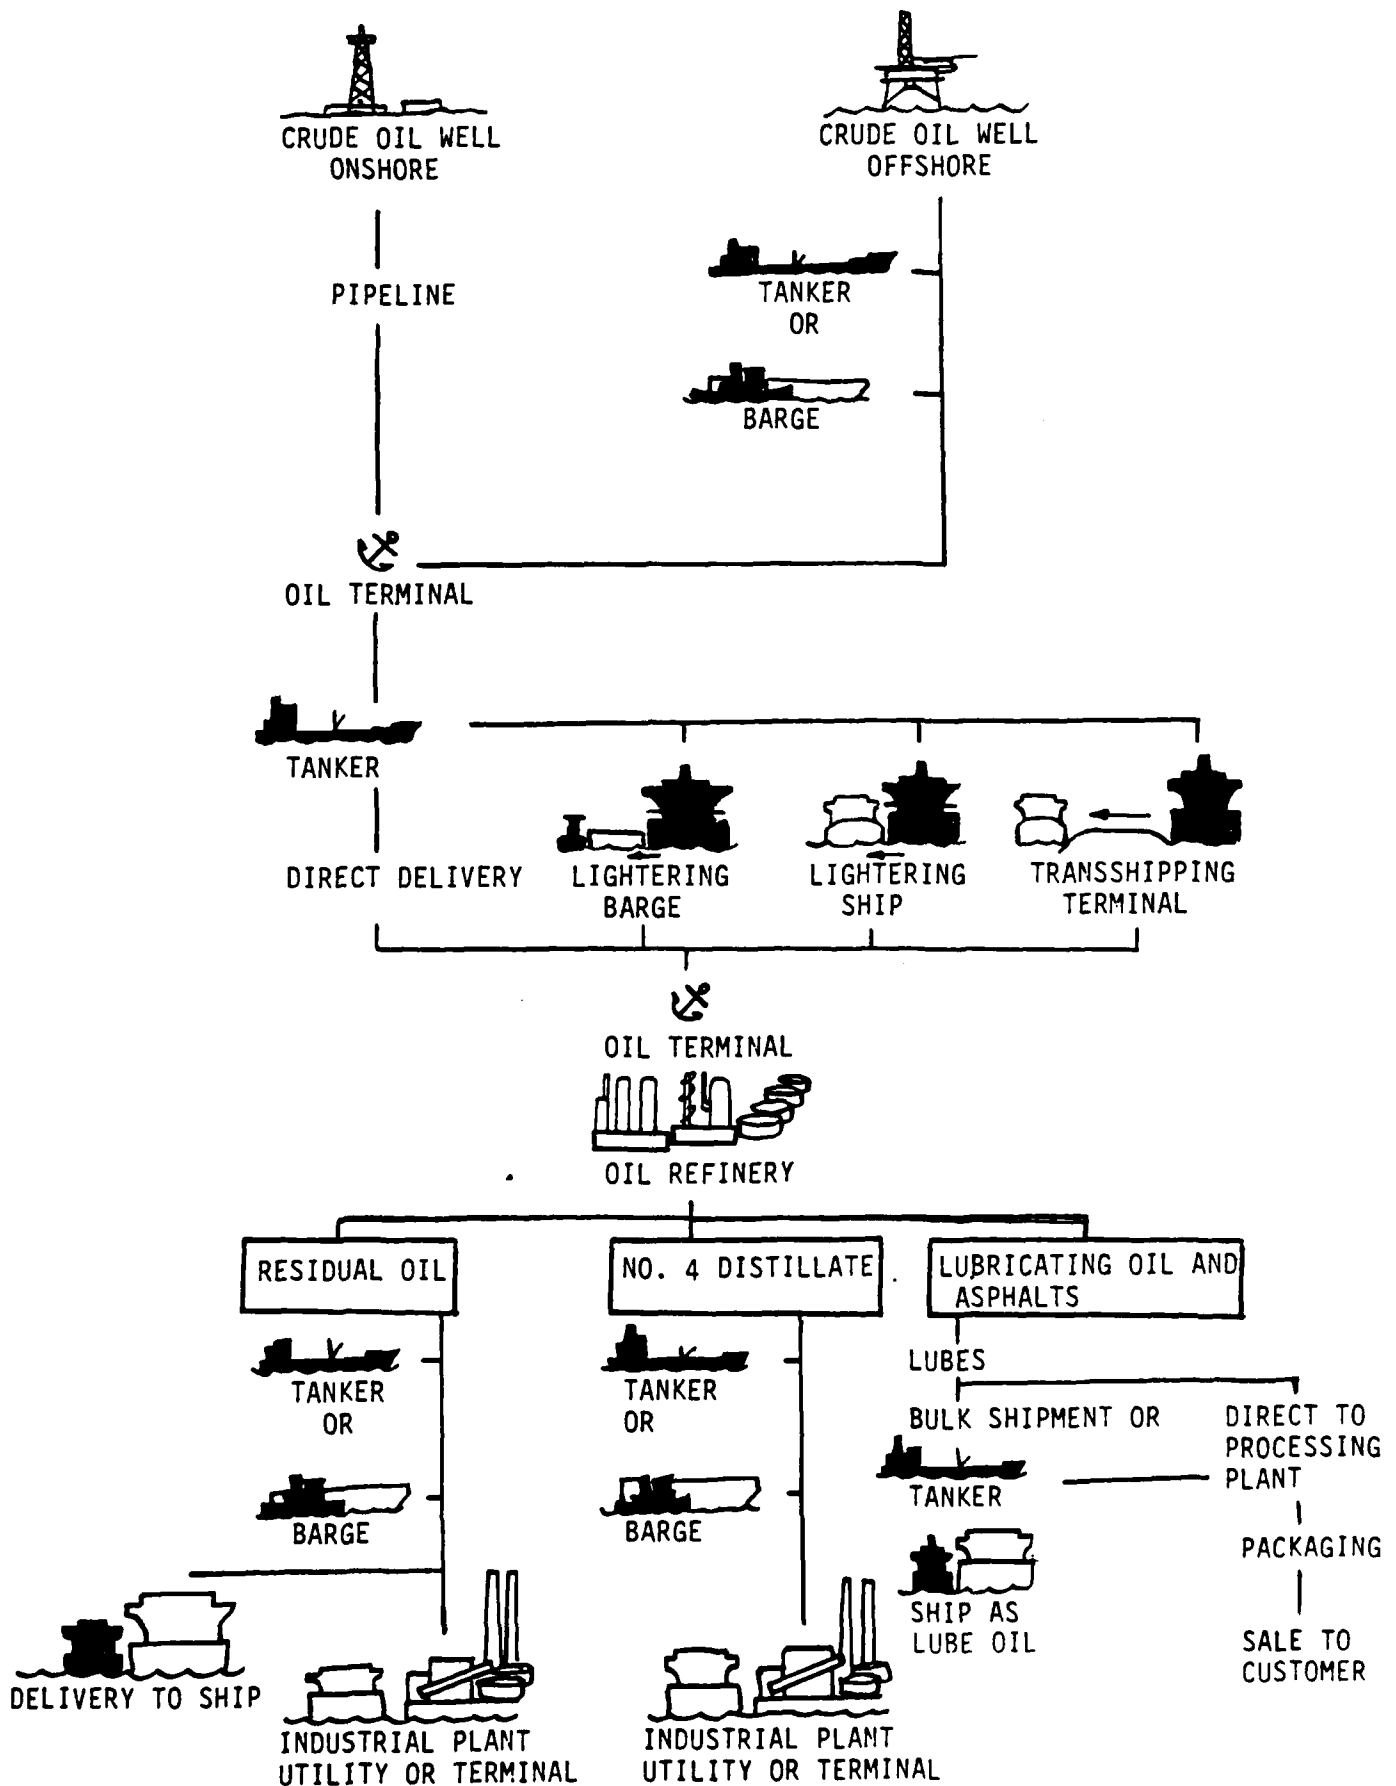 CRUDE OIL WELL
ONSHORE
CRUDE OIL WELL
OFFSHORE
PIPELINE
TANKER
OR
BARGE
OIL TERMINAL
TANKER
DIRECT DELIVERY
LIGHTERING
BARGE
LIGHTERING
SHIP
TRANSSHIPPING
TERMINAL
OIL TERMINAL
OIL REFINERY
RESIDUAL OIL
NO. 4 DISTILLATE
LUBRICATING OIL AND
ASPHALTS
TANKER
OR
BARGE
DELIVERY TO SHIP
INDUSTRIAL PLANT
UTILITY OR TERMINAL
TANKER
OR
BARGE
INDUSTRIAL PLANT
UTILITY OR TERMINAL
LUBES
BULK SHIPMENT OR
TANKER
SHIP AS
LUBE OIL
DIRECT TO
PROCESSING
PLANT
PACKAGING
SALE TO
CUSTOMER